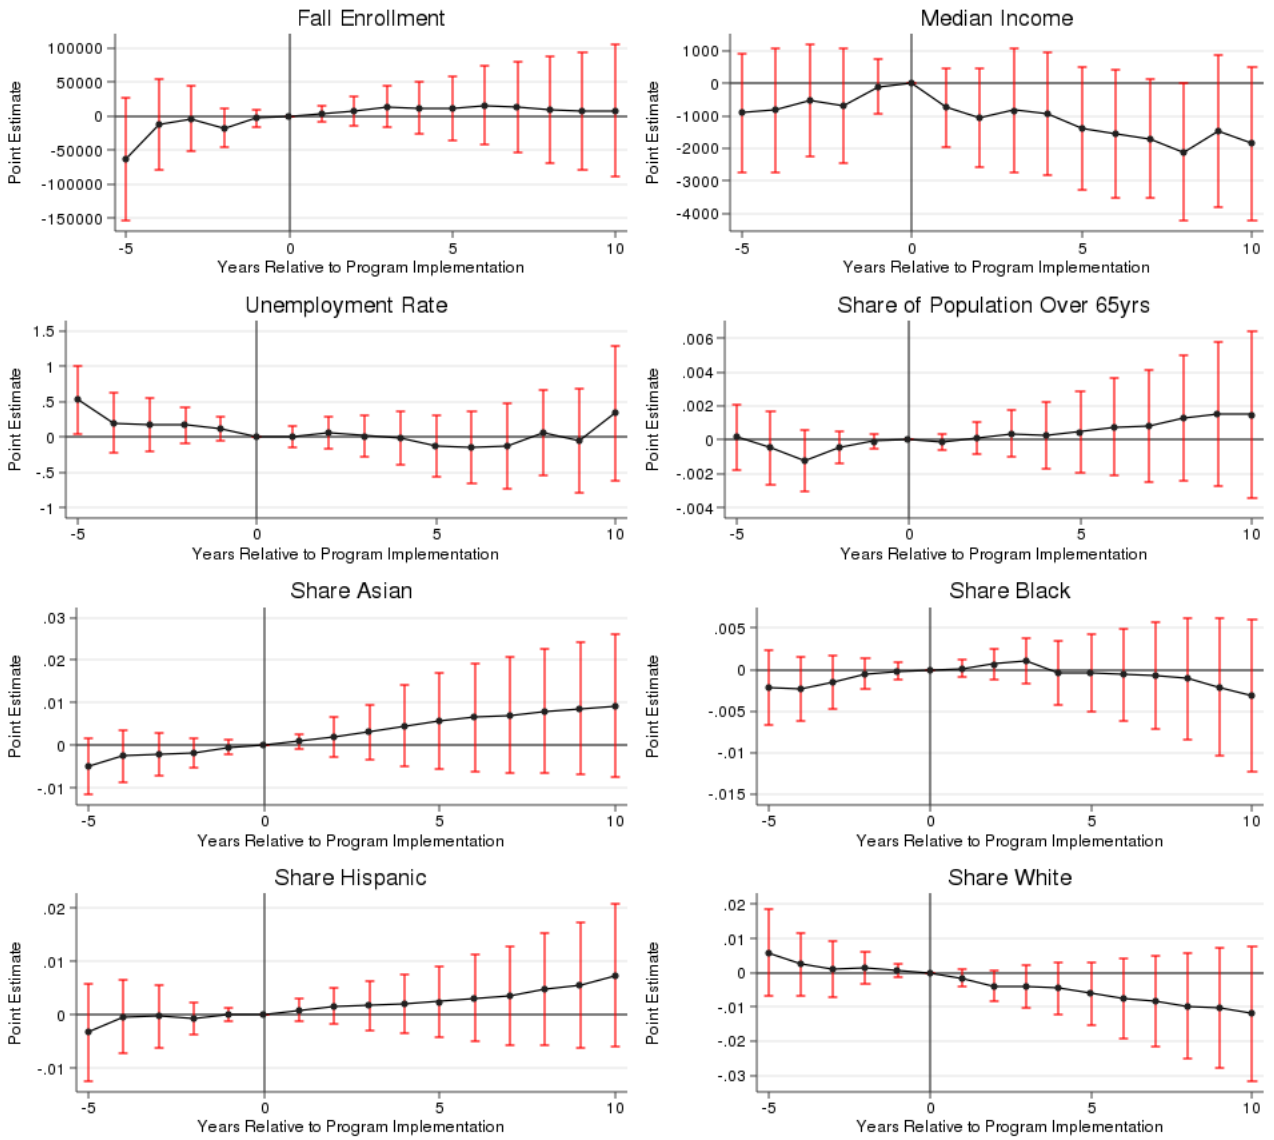 Fall Enrollment
100000
50000
0
-50000
-100000
-150000
Point Estimate
-5 0 5 10
Years Relative to Program Implementation
Median Income
1000
0
-1000
-2000
-3000
-4000
Point Estimate
-5 0 5 10
Years Relative to Program Implementation
Unemployment Rate
1.5
1
.5
0
-.5
-1
Point Estimate
-5 0 5 10
Years Relative to Program Implementation
Share of Population Over 65yrs
.006
.004
.002
0
-.002
-.004
Point Estimate
-5 0 5 10
Years Relative to Program Implementation
Share Asian
.03
.02
.01
0
-.01
Point Estimate
-5 0 5 10
Years Relative to Program Implementation
Share Black
.005
0
-.005
-.01
-.015
Point Estimate
-5 0 5 10
Years Relative to Program Implementation
Share Hispanic
.02
.01
0
-.01
Point Estimate
-5 0 5 10
Years Relative to Program Implementation
Share White
.02
.01
0
-.01
-.02
-.03
Point Estimate
-5 0 5 10
Years Relative to Program Implementation